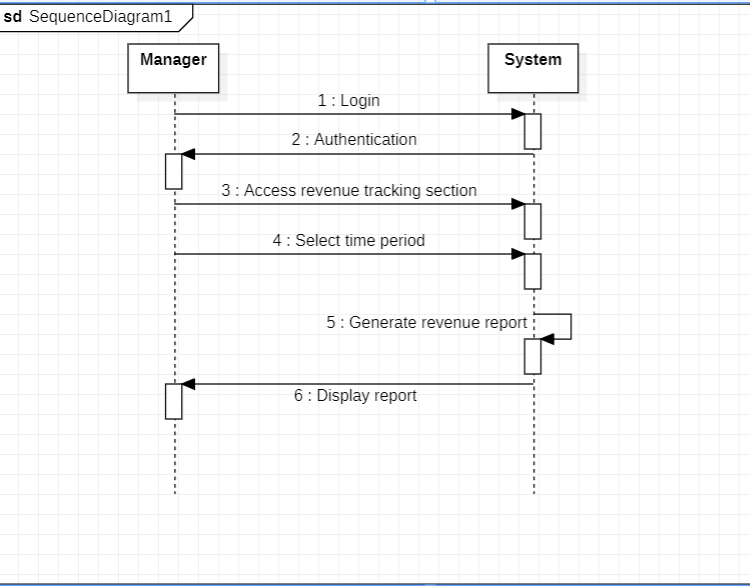 sd SequenceDiagram1
Manager
System
1 : Login
2 : Authentication
3 : Access revenue tracking section
4 : Select time period
5 : Generate revenue report
6 : Display report